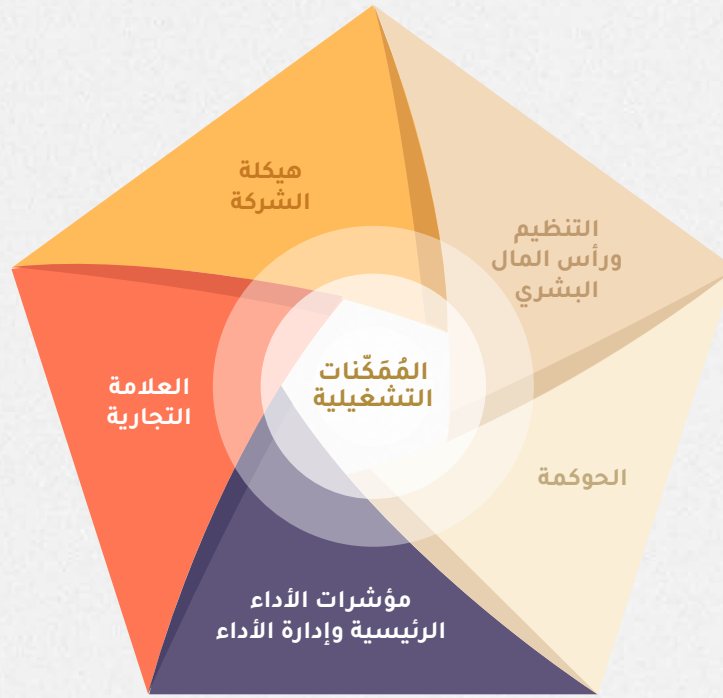 هيكلة
الشركة
التنظيم
ورأس المال
البشري
المُمَكّنات
التشغيلية
العلامة
التجارية
الحوكمة
مؤشرات الأداء
الرئيسية وإدارة الأداء